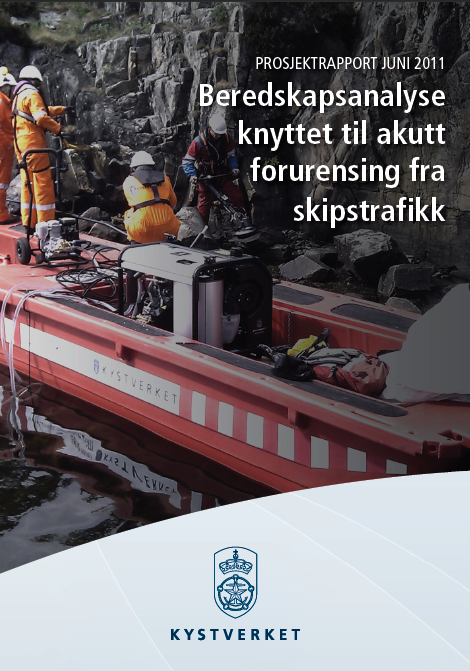 PROSJEKTRAPPORT JUNI 2011
Beredskapsanalyse
knyttet til akutt
forurensing fra
skipstrafikk
KYSTVERKET
KYSTVERKET